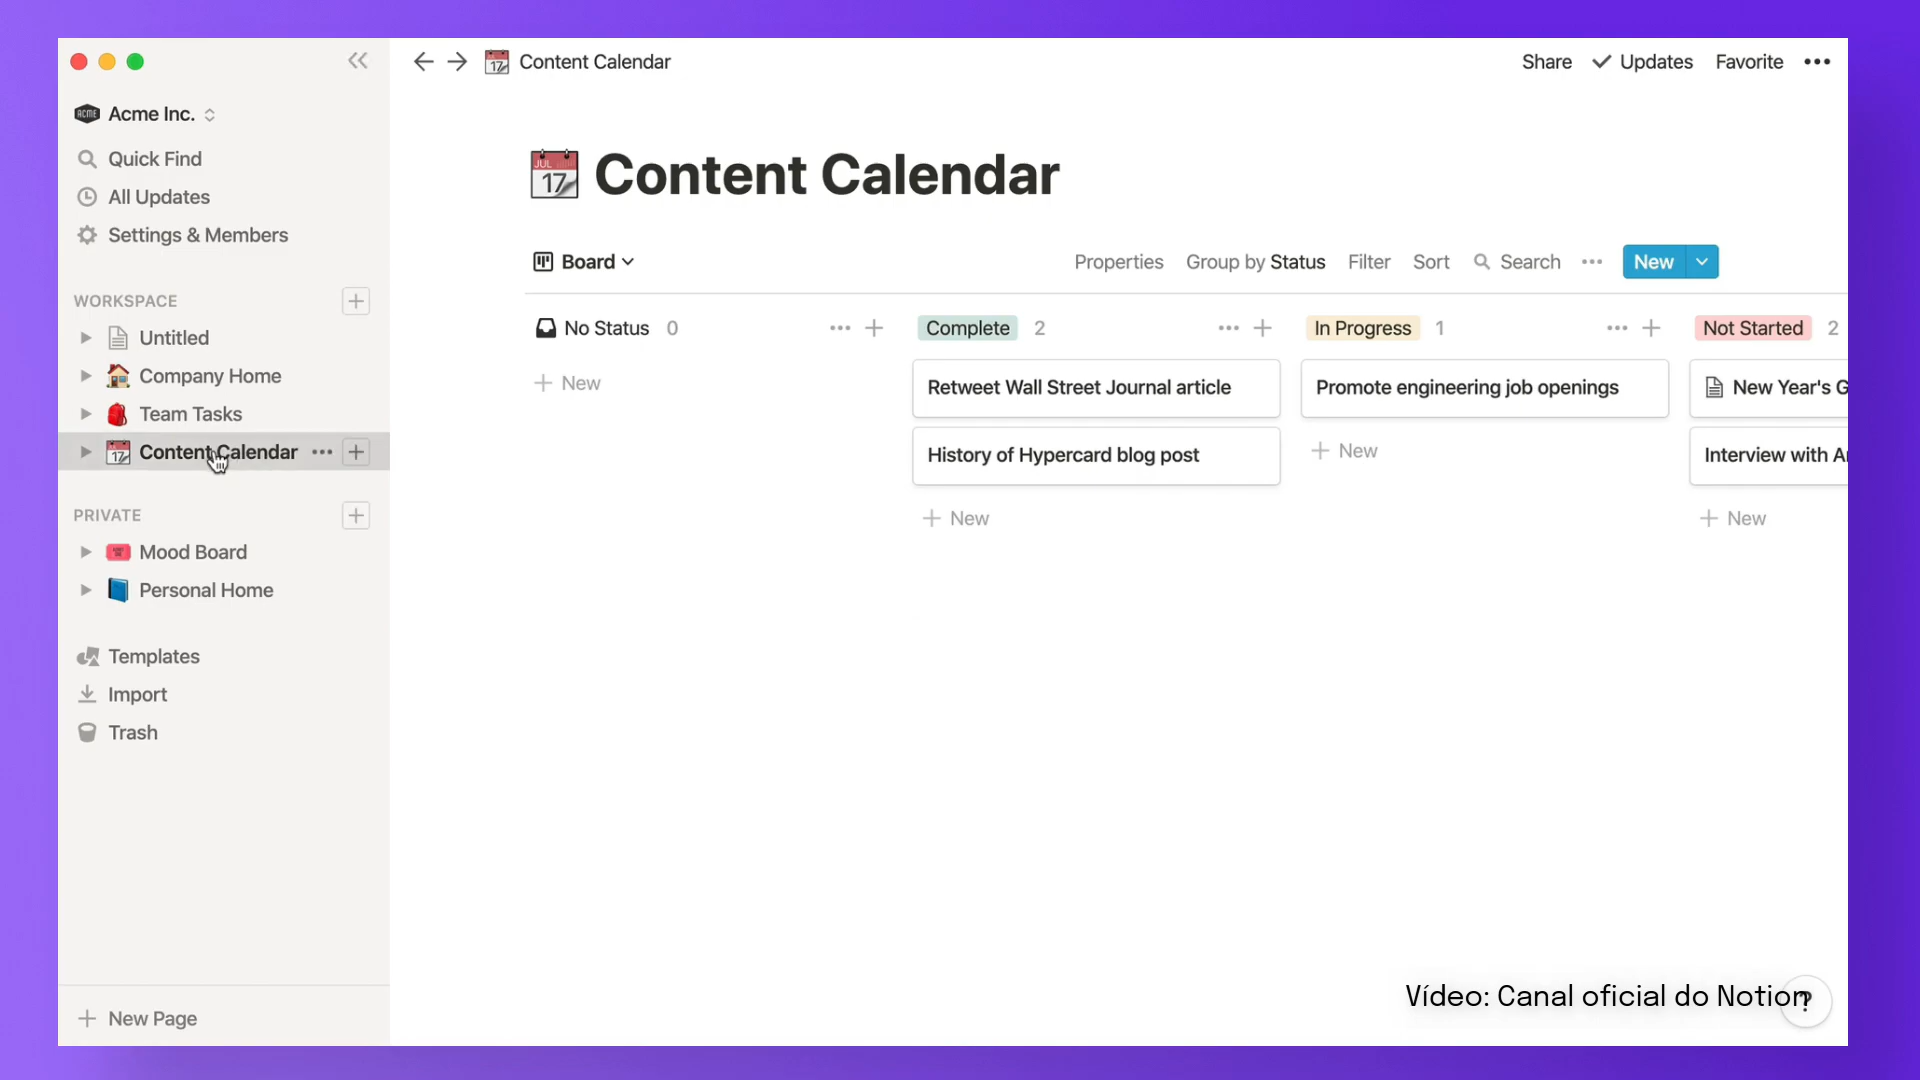 Content Calendar
Share Updates Favorite
ACME Acme Inc.
Quick Find
All Updates
Settings & Members
WORKSPACE
Untitled
Company Home
Team Tasks
17 Content Calendar
PRIVATE
Mood Board
Personal Home
Templates
Import
Trash
New Page
JUL 17 Content Calendar
Board Properties Group by Status Filter Sort Search New
No Status 0
New
Complete 2
Retweet Wall Street Journal article
History of Hypercard blog post
New
In Progress 1
Promote engineering job openings
New
Not Started 2
New Year's G
Interview with
New
Vídeo: Canal oficial do Notion
?